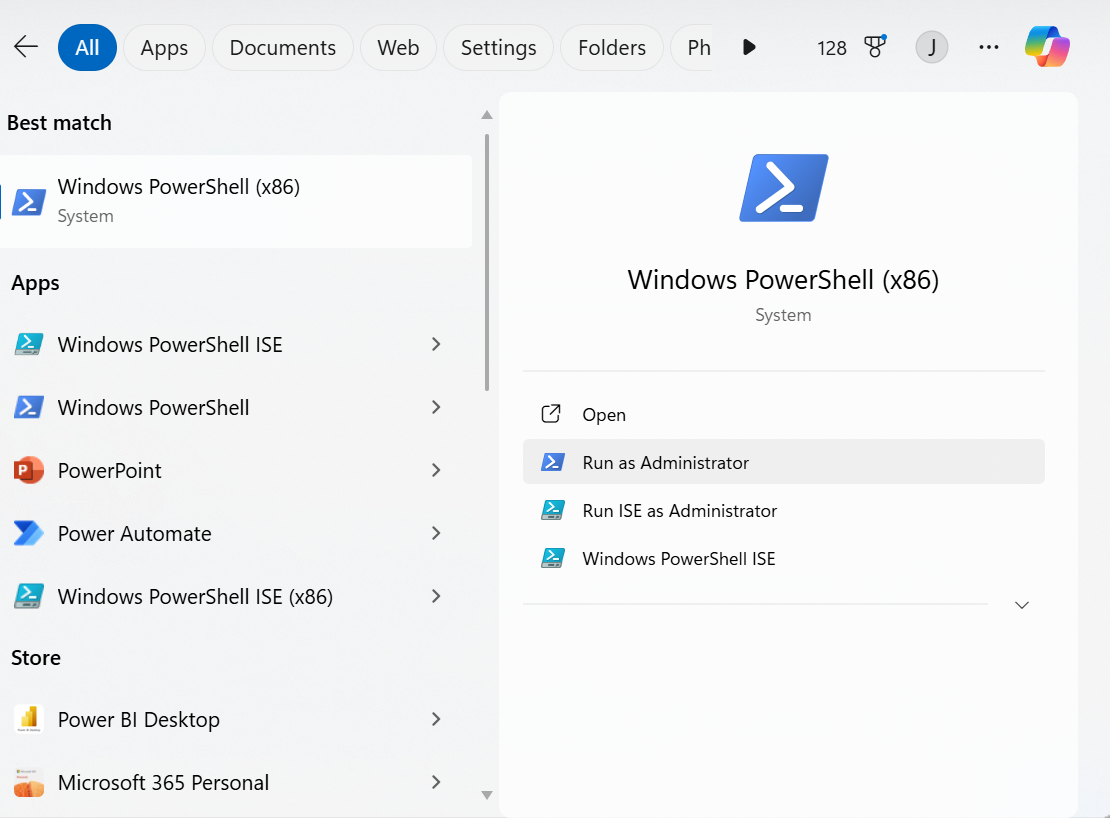 All Apps Documents Web Settings Folders Ph 128 J
Best match
Windows PowerShell (x86)
System
Apps
Windows PowerShell ISE
Windows PowerShell
PowerPoint
Power Automate
Windows PowerShell ISE (x86)
Store
Power BI Desktop
Microsoft 365 Personal
Windows PowerShell (x86)
System
Open
Run as Administrator
Run ISE as Administrator
Windows PowerShell ISE